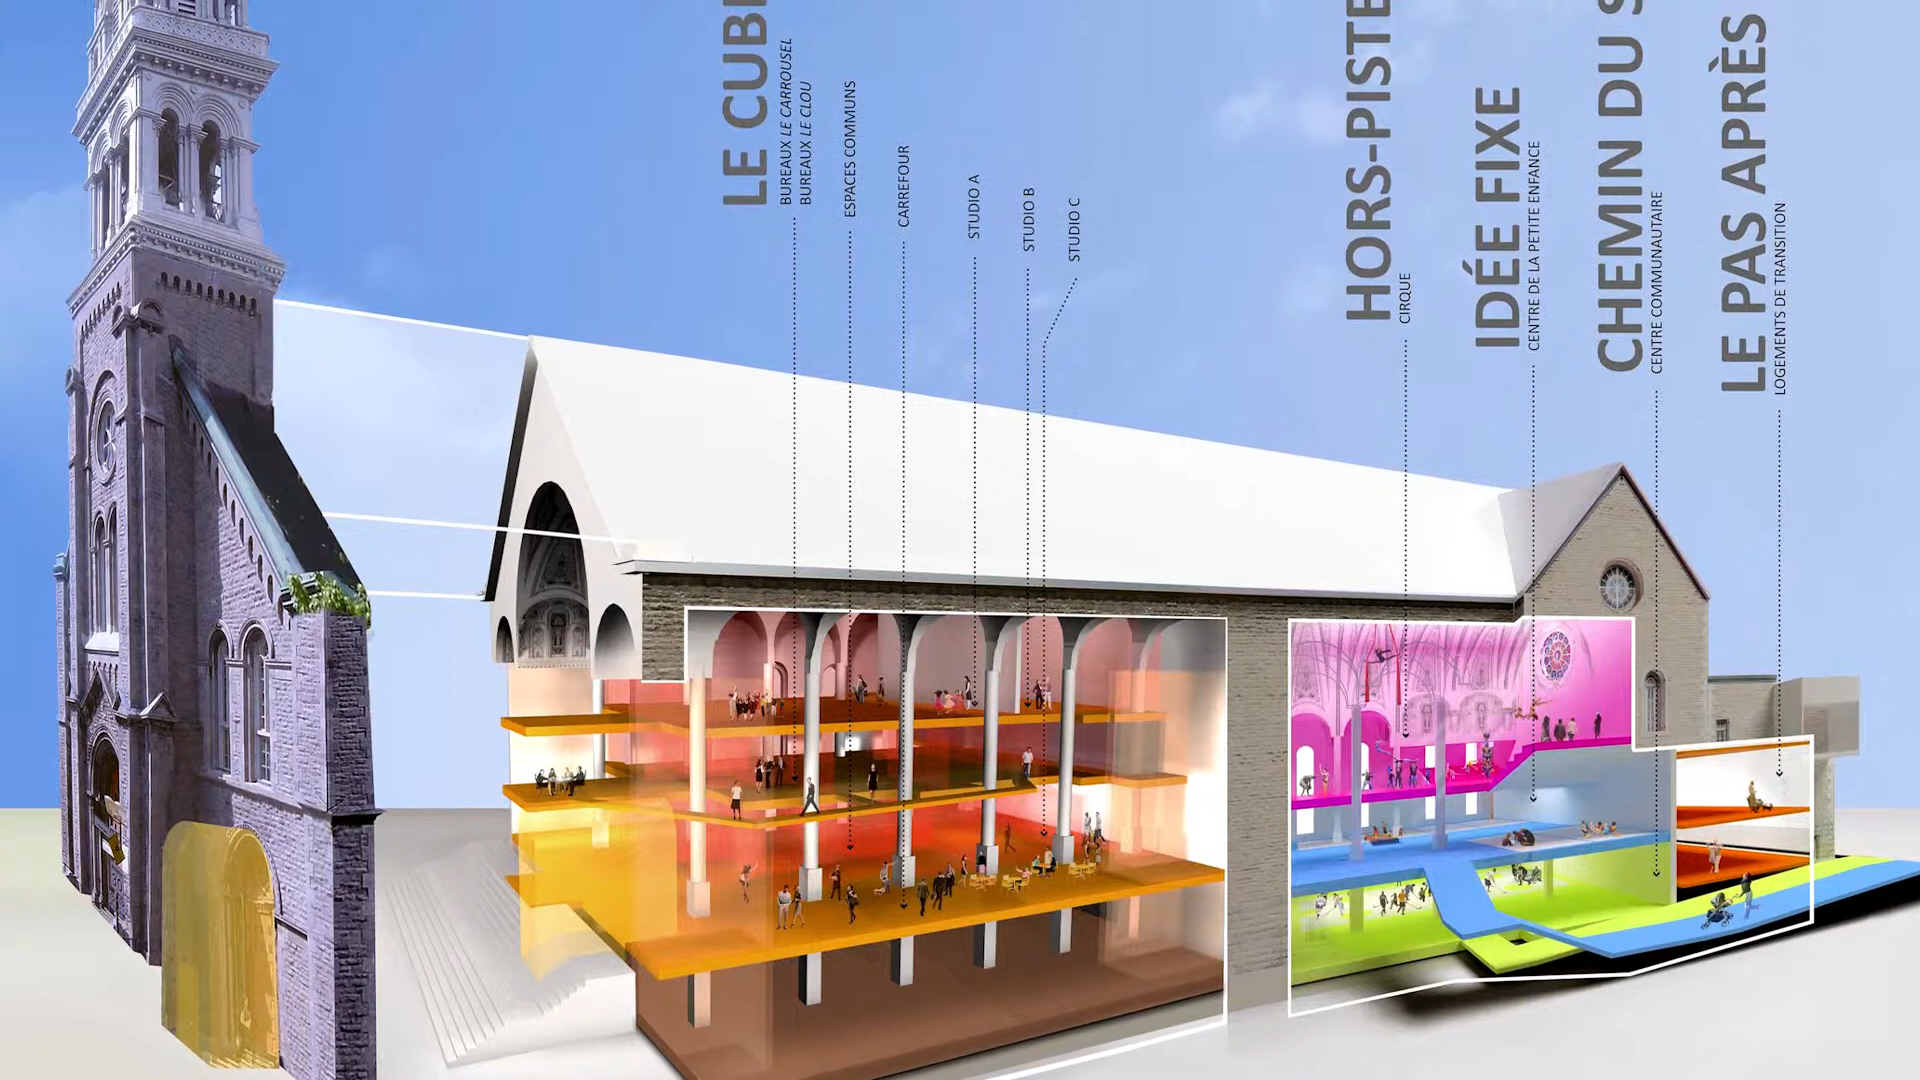 LE CUBE
BUREAUX LE CARROUSEL
BUREAUX LE CLOU
ESPACES COMMUNS
CARREFOUR
STUDIO A
STUDIO B
STUDIO C
HORS-PISTE
CIRQUE
IDÉE FIXE
CENTRE DE LA PETITE ENFANCE
CHEMIN DU S
CENTRE COMMUNAUTAIRE
LE PAS APRÈS
LOGEMENTS DE TRANSITION